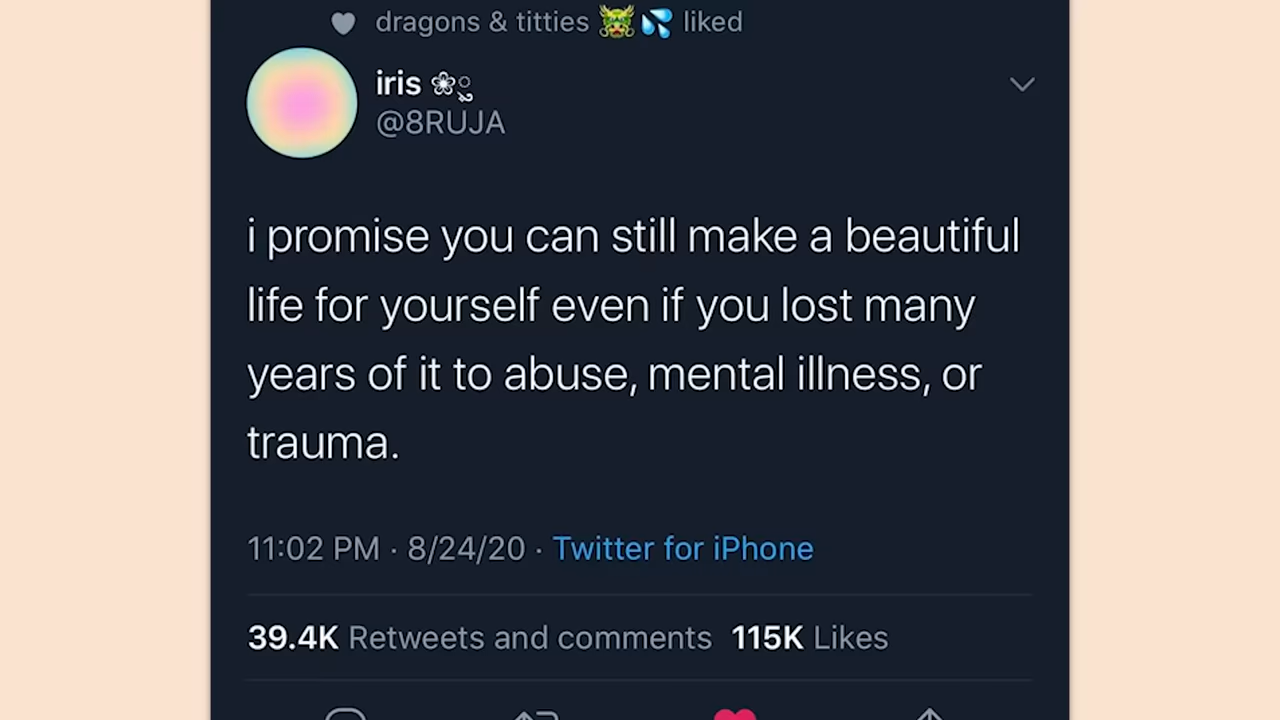 dragons & titties 🐲💦 liked
iris ❀ु
@8RUJA
i promise you can still make a beautiful
life for yourself even if you lost many
years of it to abuse, mental illness, or
trauma.
11:02 PM · 8/24/20 · Twitter for iPhone
39.4K Retweets and comments 115K Likes